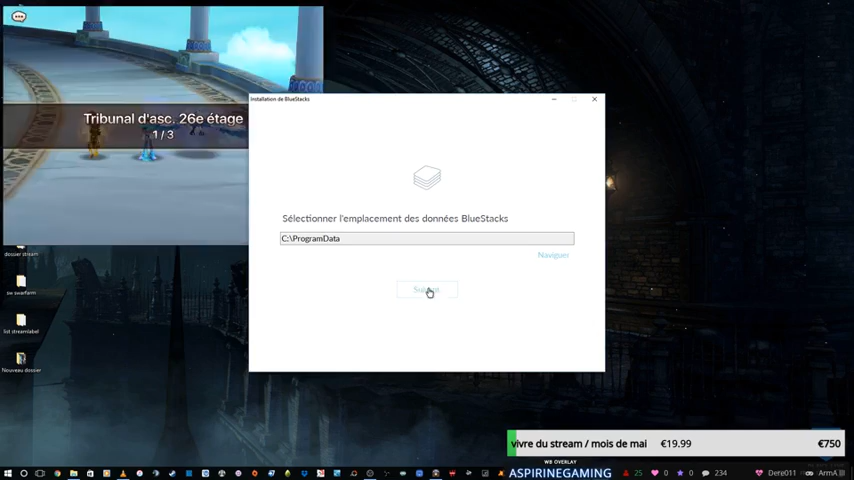 Tribunal d'asc. 26e étage
1 / 3
Installation de BlueStacks
Sélectionner l'emplacement des données BlueStacks
C:\ProgramData
Naviguer
dossier stream
sw swarfarm
list streamlabel
Nouveau dossier
vivre du stream / mois de mai €19.99 €750
WB OVERLAY
ASPIRINEGAMING
25 0 0 234 Dere011 ArmA